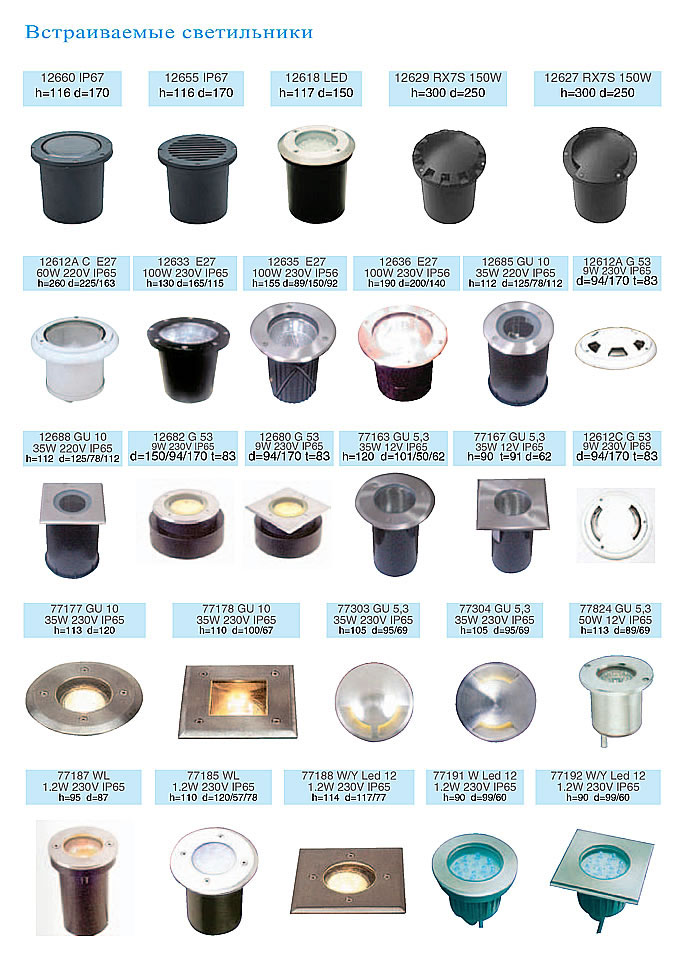 Встраиваемые светильники
12660 IP67
h=116 d=170
12655 IP67
h=116 d=170
12618 LED
h=117 d=150
12629 RX7S 150W
h=300 d=250
12627 RX7S 150W
h=300 d=250
12612A C E27
60W 220V IP65
h=260 d=225/163
12633 E27
100W 230V IP65
h=130 d=165/115
12635 E27
100W 230V IP56
h=155 d=89/150/92
12636 E27
100W 230V IP56
h=190 d=200/140
12685 GU 10
35W 220V IP65
h=112 d=125/78/112
12612A G 53
9W 230V IP65
d=94/170 t=83
12688 GU 10
35W 220V IP65
h=112 d=125/78/112
12682 G 53
9W 230V IP65
d=150/94/170 t=83
12680 G 53
9W 230V IP65
d=94/170 t=83
77163 GU 5,3
35W 12V IP65
h=120 d=101/50/62
77167 GU 5,3
35W 12V IP65
h=90 t=91 d=62
12612C G 53
9W 230V IP65
d=94/170 t=83
77177 GU 10
35W 230V IP65
h=113 d=120
77178 GU 10
35W 230V IP65
h=110 d=100/67
77303 GU 5,3
35W 230V IP65
h=105 d=95/69
77304 GU 5,3
35W 230V IP65
h=105 d=95/69
77824 GU 5,3
50W 12V IP65
h=113 d=89/69
77187 WL
1.2W 230V IP65
h=95 d=87
77185 WL
1.2W 230V IP65
h=110 d=120/57/78
77188 W/Y Led 12
1.2W 230V IP65
h=114 d=117/77
77191 W Led 12
1.2W 230V IP65
h=90 d=99/60
77192 W/Y Led 12
1.2W 230V IP65
h=90 d=99/60